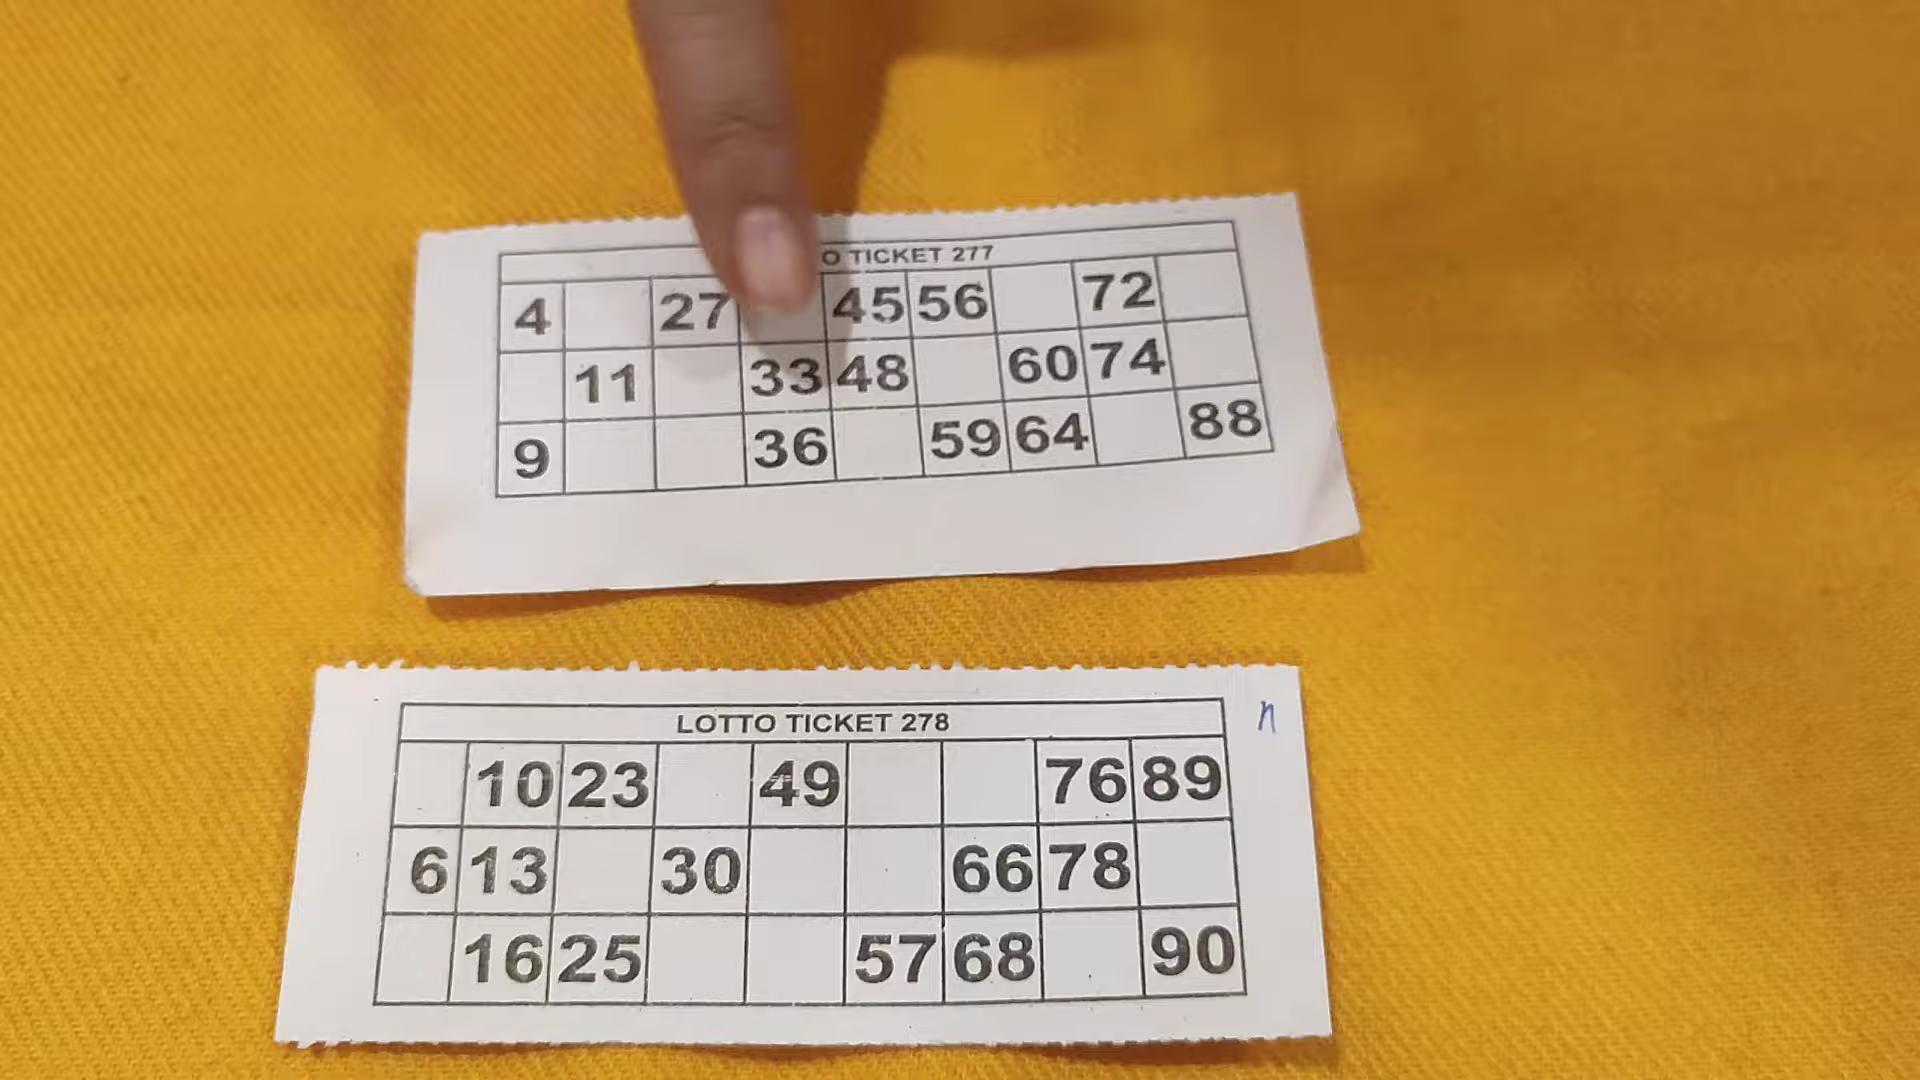 O TICKET 277
4 27 45 56 72
11 33 48 60 74
9 36 59 64 88
LOTTO TICKET 278
n
10 23 49 76 89
6 13 30 66 78
16 25 57 68 90